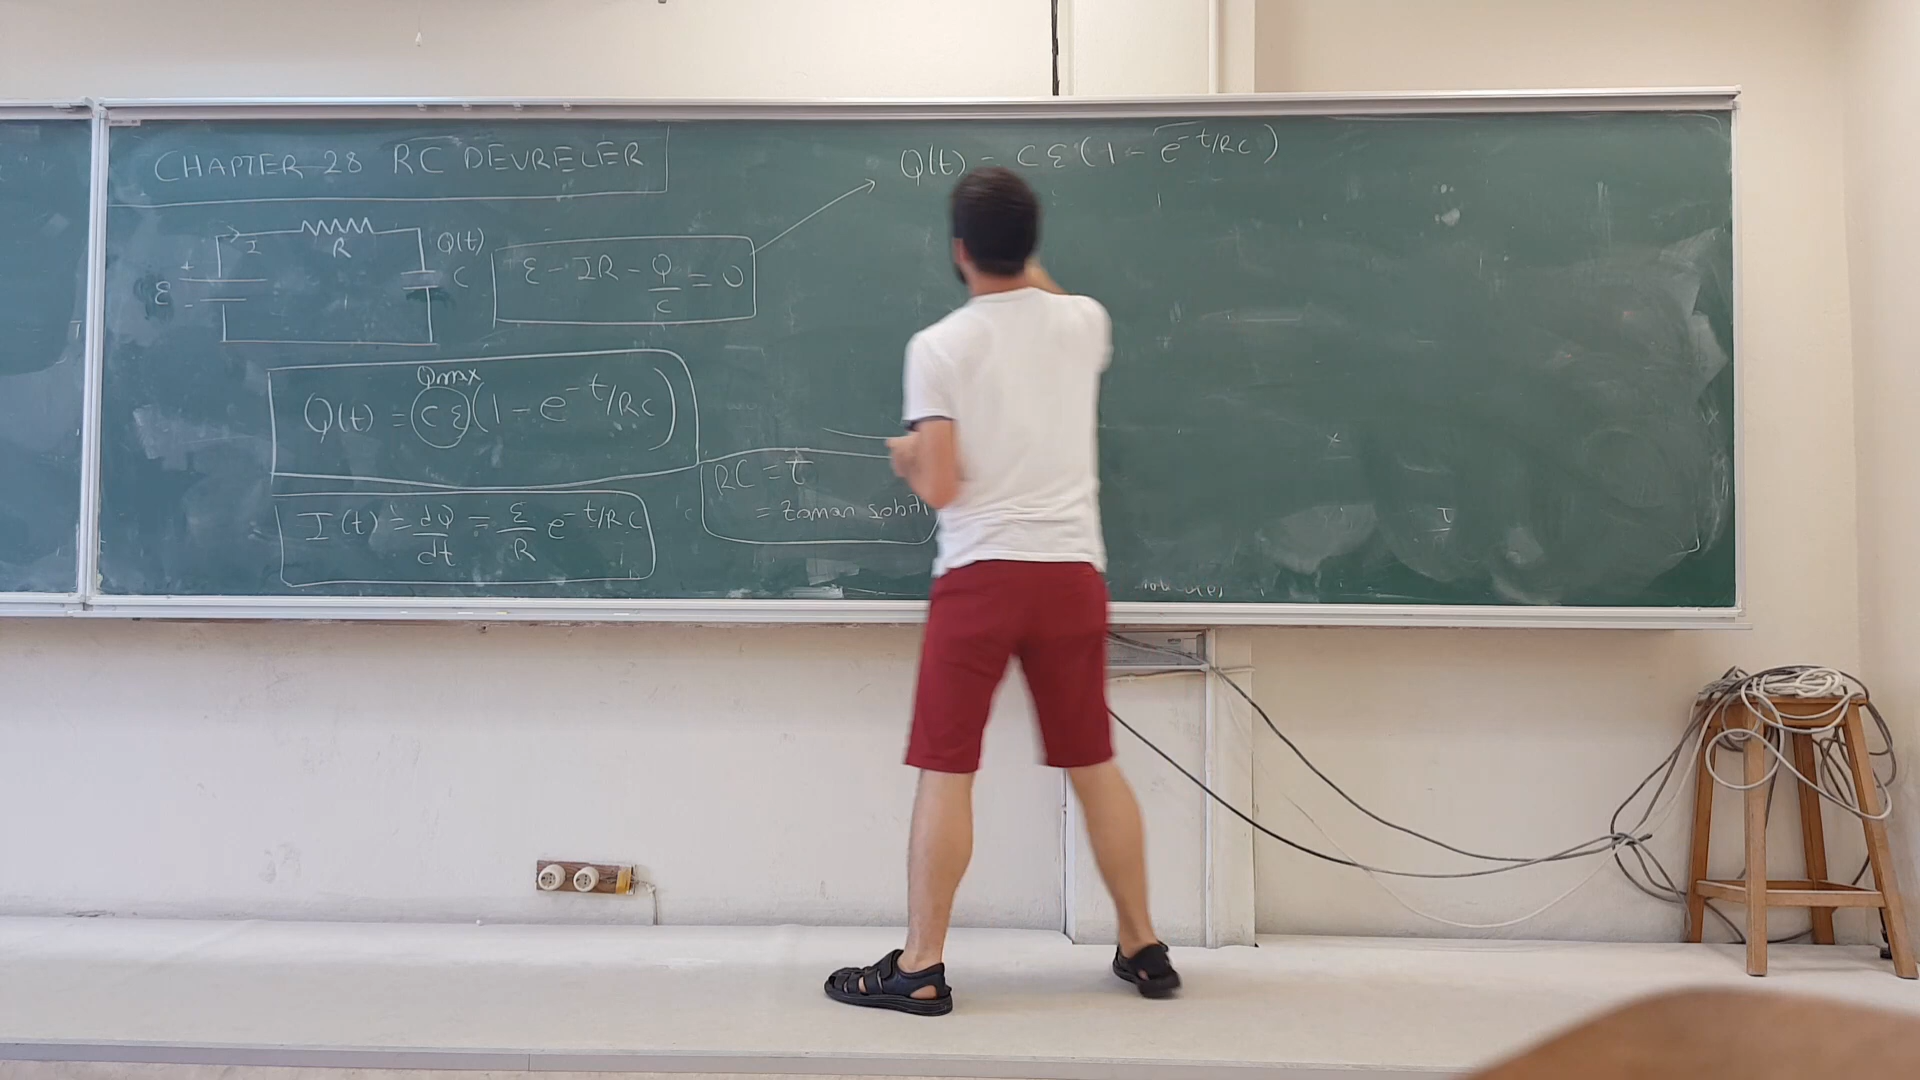 CHAPTER 28 RC DEVRELER
I
R
Q(t)
C
+
ε
-
ε - IR - Q/C = 0
Qmax
Q(t) = Cε(1 - e^-t/RC)
I(t) = dQ/dt = ε/R e^-t/RC
RC = τ
= Zaman sabiti
Q(t) = Cε(1 - e^-t/RC)